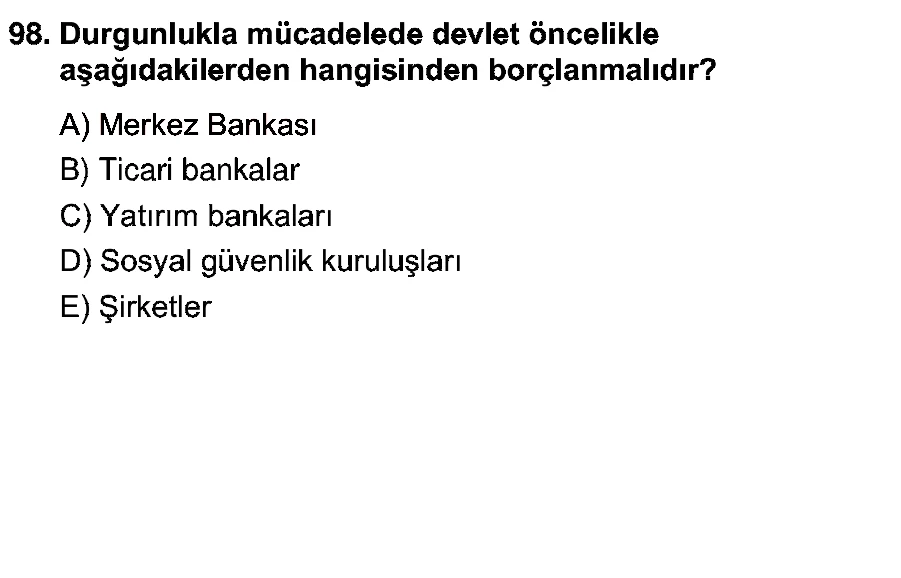 98. Durgunlukla mücadelede devlet öncelikle
aşağıdakilerden hangisinden borçlanmalıdır?
A) Merkez Bankası
B) Ticari bankalar
C) Yatırım bankaları
D) Sosyal güvenlik kuruluşları
E) Şirketler